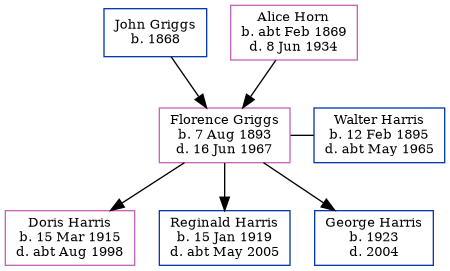 John Griggs
b. 1868
Alice Horn
b. abt Feb 1869
d. 8 Jun 1934
Florence Griggs
b. 7 Aug 1893
d. 16 Jun 1967
Walter Harris
b. 12 Feb 1895
d. abt May 1965
Doris Harris
b. 15 Mar 1915
d. abt Aug 1998
Reginald Harris
b. 15 Jan 1919
d. abt May 2005
George Harris
b. 1923
d. 2004